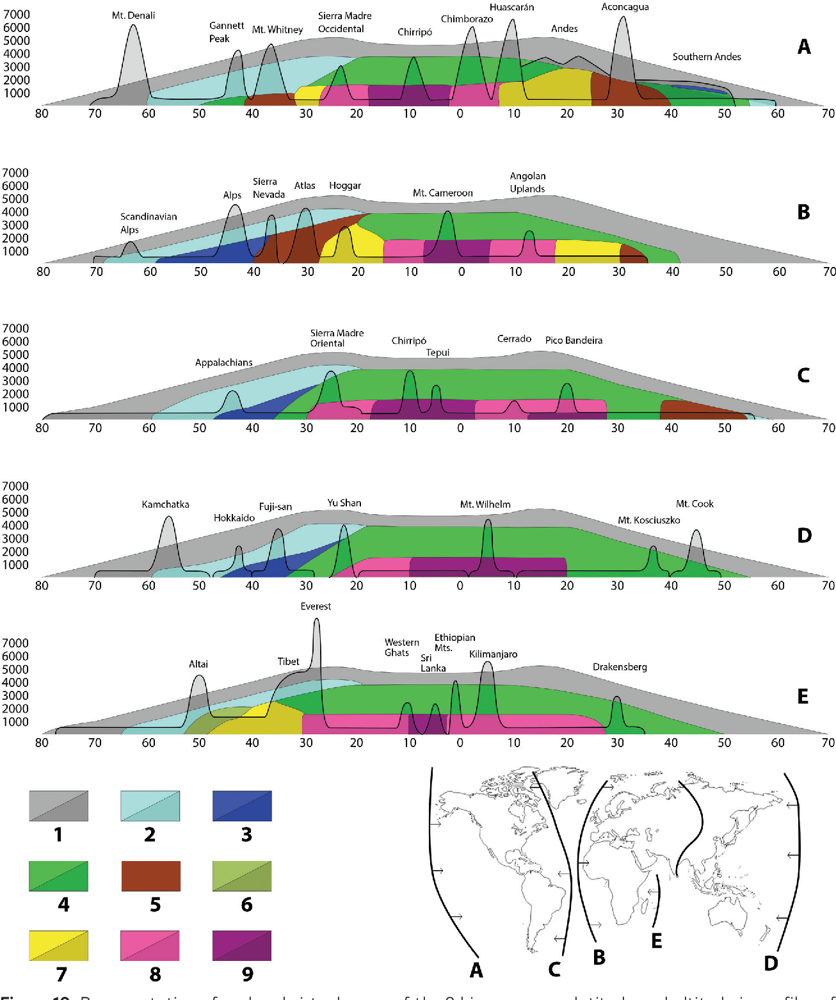 7000
6000
5000
4000
3000
2000
1000
Mt. Denali
Gannett
Peak
Mt. Whitney
Sierra Madre
Occidental
Chirripó
Chimborazo
Huascarán
Andes
Aconcagua
Southern Andes
A
80 70 60 50 40 30 20 10 0 10 20 30 40 50 60 70
7000
6000
5000
4000
3000
2000
1000
Scandinavian
Alps
Alps
Sierra
Nevada
Atlas
Hoggar
Mt. Cameroon
Angolan
Uplands
B
80 70 60 50 40 30 20 10 0 10 20 30 40 50 60 70
7000
6000
5000
4000
3000
2000
1000
Appalachians
Sierra Madre
Oriental
Chirripó
Tepui
Cerrado
Pico Bandeira
C
80 70 60 50 40 30 20 10 0 10 20 30 40 50 60 70
7000
6000
5000
4000
3000
2000
1000
Kamchatka
Hokkaido
Fuji-san
Yu Shan
Mt. Wilhelm
Mt. Kosciuszko
Mt. Cook
D
80 70 60 50 40 30 20 10 0 10 20 30 40 50 60 70
7000
6000
5000
4000
3000
2000
1000
Altai
Tibet
Everest
Western
Ghats
Sri
Lanka
Ethiopian
Mts.
Kilimanjaro
Drakensberg
E
80 70 60 50 40 30 20 10 0 10 20 30 40 50 60 70
1 2 3
4 5 6
7 8 9
A C B E D